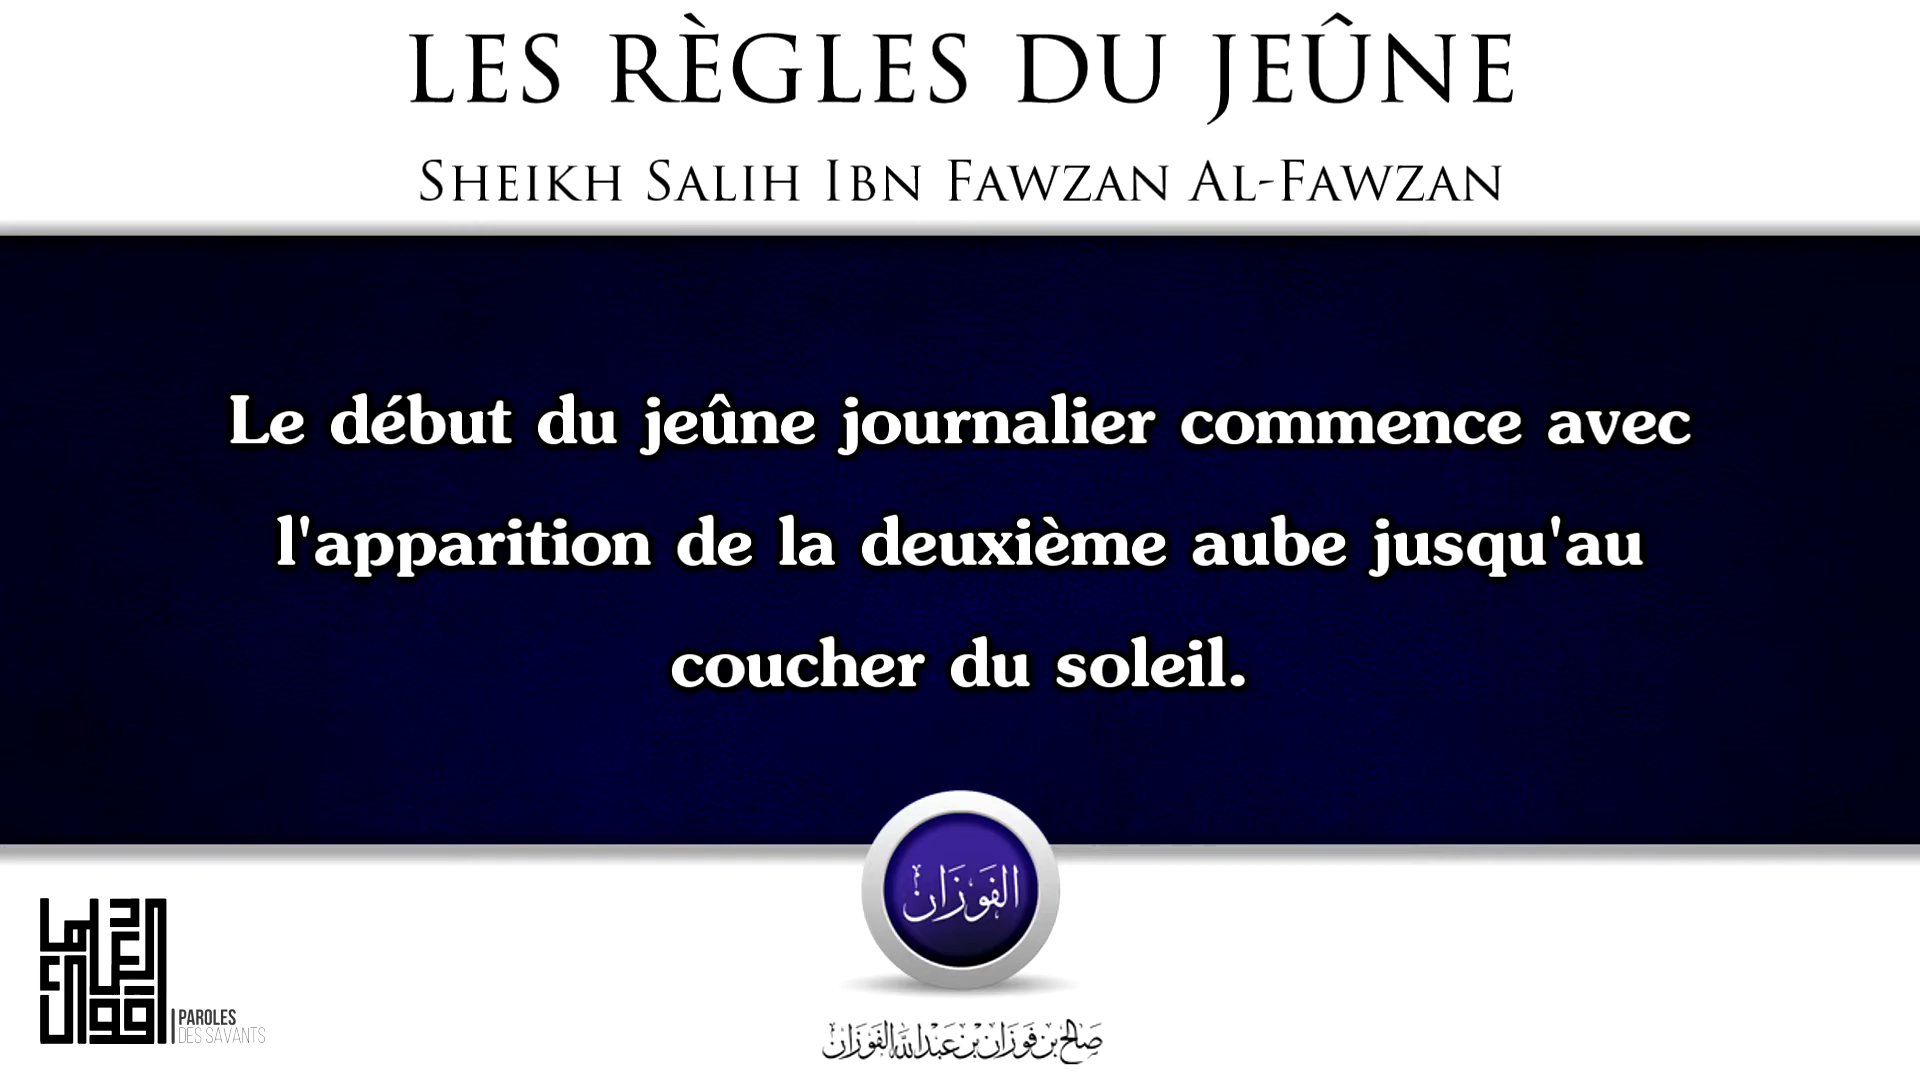 LES RÈGLES DU JEÛNE
SHEIKH SALIH IBN FAWZAN AL-FAWZAN
Le début du jeûne journalier commence avec
l'apparition de la deuxième aube jusqu'au
coucher du soleil.
الفوزان
PAROLES
DES SAVANTS
صالح بن فوزان بن عبد الله الفوزان